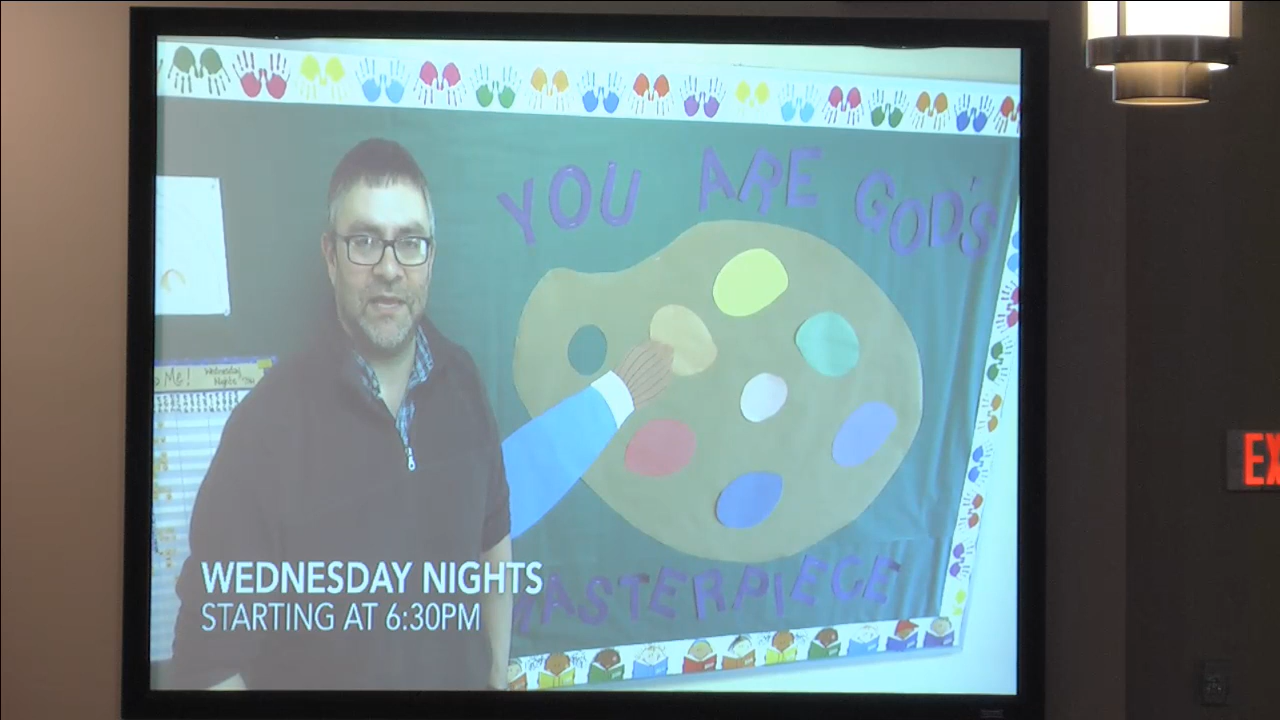 YOU ARE GOD'S
Me!
Wednesday
Nights
WEDNESDAY NIGHTS
STARTING AT 6:30PM
MASTERPIECE
EX